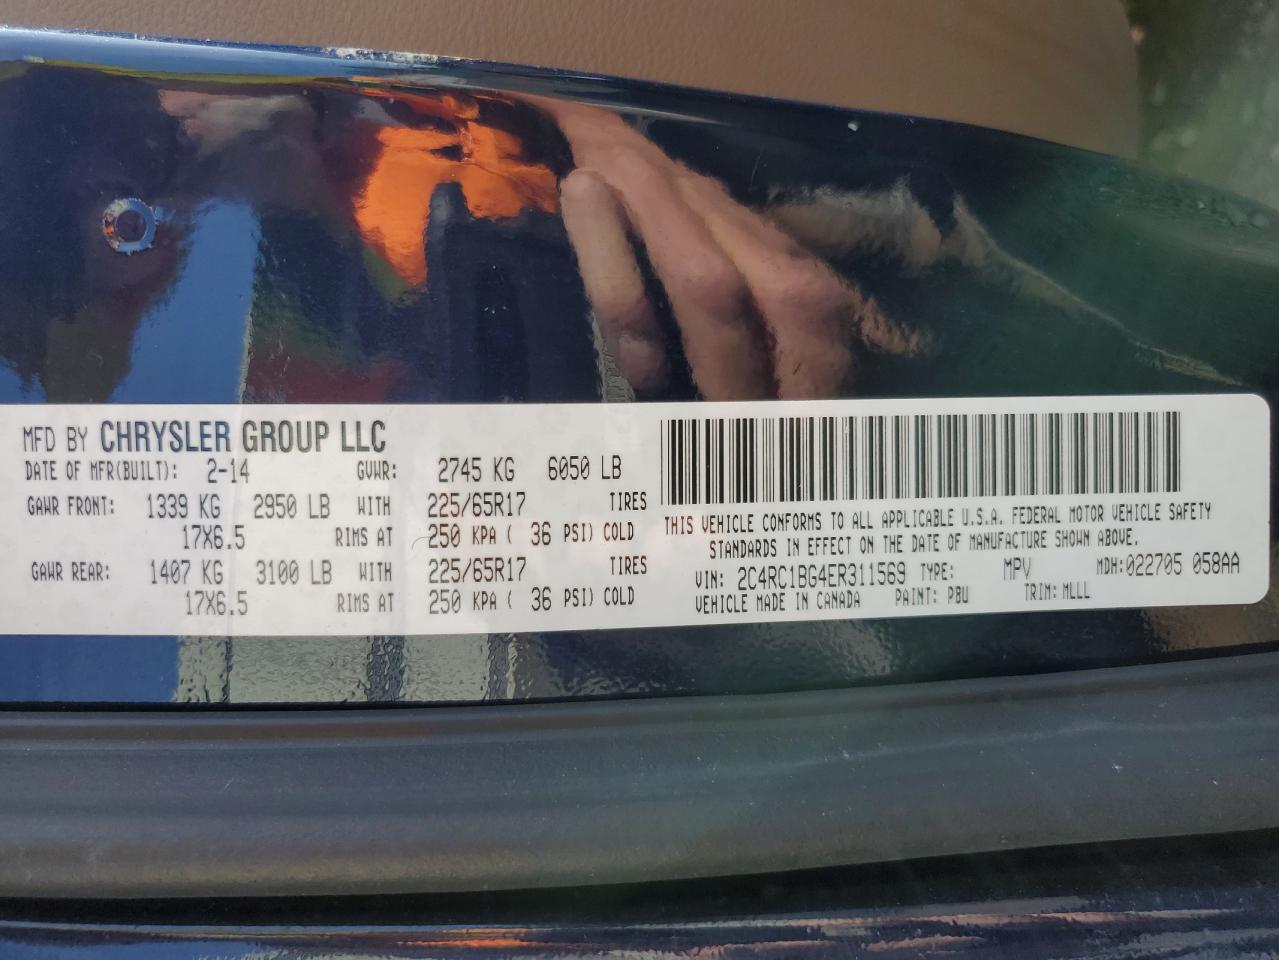 MFD BY CHRYSLER GROUP LLC
DATE OF MFR(BUILT): 2-14 GVWR: 2745 KG 6050 LB
GAWR FRONT: 1339 KG 2950 LB WITH 225/65R17 TIRES
17X6.5 RIMS AT 250 KPA ( 36 PSI) COLD
GAWR REAR: 1407 KG 3100 LB WITH 225/65R17 TIRES
17X6.5 RIMS AT 250 KPA ( 36 PSI) COLD
THIS VEHICLE CONFORMS TO ALL APPLICABLE U.S.A. FEDERAL MOTOR VEHICLE SAFETY
STANDARDS IN EFFECT ON THE DATE OF MANUFACTURE SHOWN ABOVE.
VIN: 2C4RC1BG4ER311569 TYPE: MPV MDH:022705 058AA
VEHICLE MADE IN CANADA PAINT: PBU TRIM: MLLL